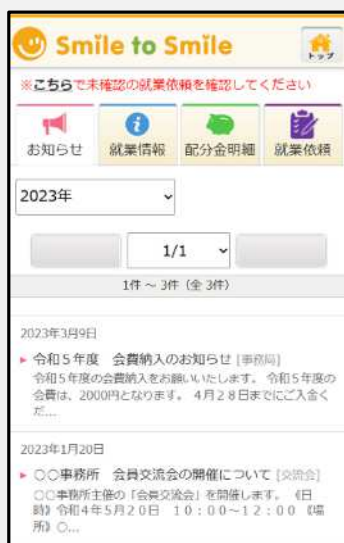 Smile to Smile
トップ
※こちらで未確認の就業依頼を確認してください
お知らせ 就業情報 配分金明細 就業依頼
2023年
1/1
1件 ~ 3件 (全 3件)
2023年3月9日
令和5年度 会費納入のお知らせ [事務局]
令和5年度の会費納入をお願いいたします。 令和5年度の
会費は、2000円となります。 4月28日までにご入金く
だ...
2023年1月20日
○○事務所 会員交流会の開催について [交流会]
○○事務所主催の「会員交流会」を開催します。 《日
時》令和4年5月20日 10:00~12:00 《場
所》○...